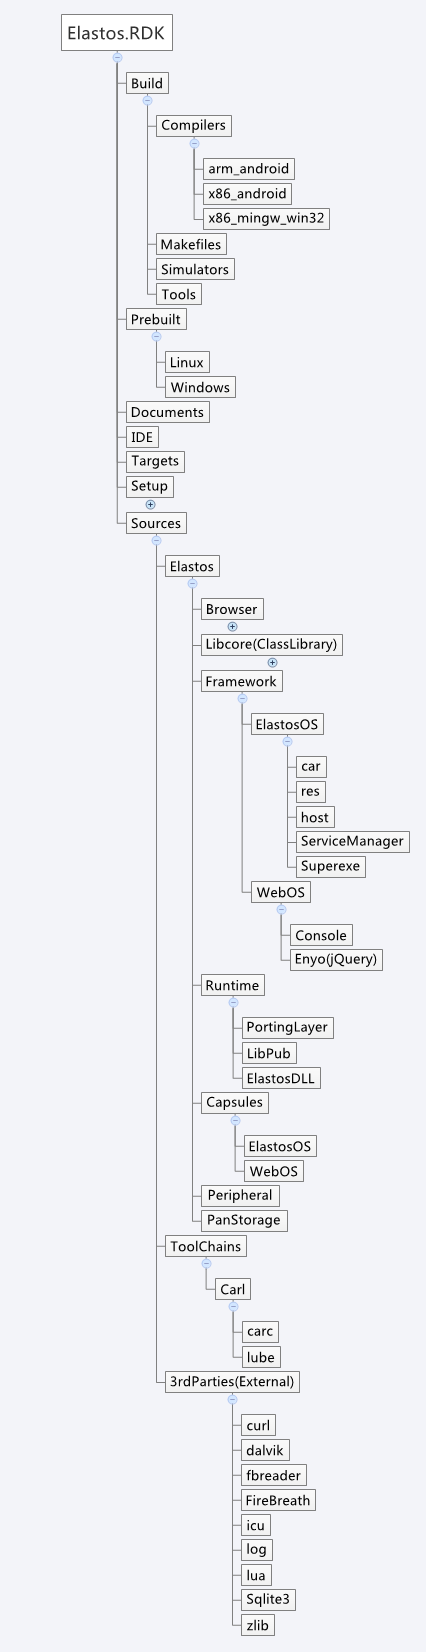 Elastos.RDK
Build
Compilers
arm_android
x86_android
x86_mingw_win32
Makefiles
Simulators
Tools
Prebuilt
Linux
Windows
Documents
IDE
Targets
Setup
Sources
Elastos
Browser
Libcore(ClassLibrary)
Framework
ElastosOS
car
res
host
ServiceManager
Superexe
WebOS
Console
Enyo(jQuery)
Runtime
PortingLayer
LibPub
ElastosDLL
Capsules
ElastosOS
WebOS
Peripheral
PanStorage
ToolChains
Carl
carc
lube
3rdParties(External)
curl
dalvik
fbreader
FireBreath
icu
log
lua
Sqlite3
zlib